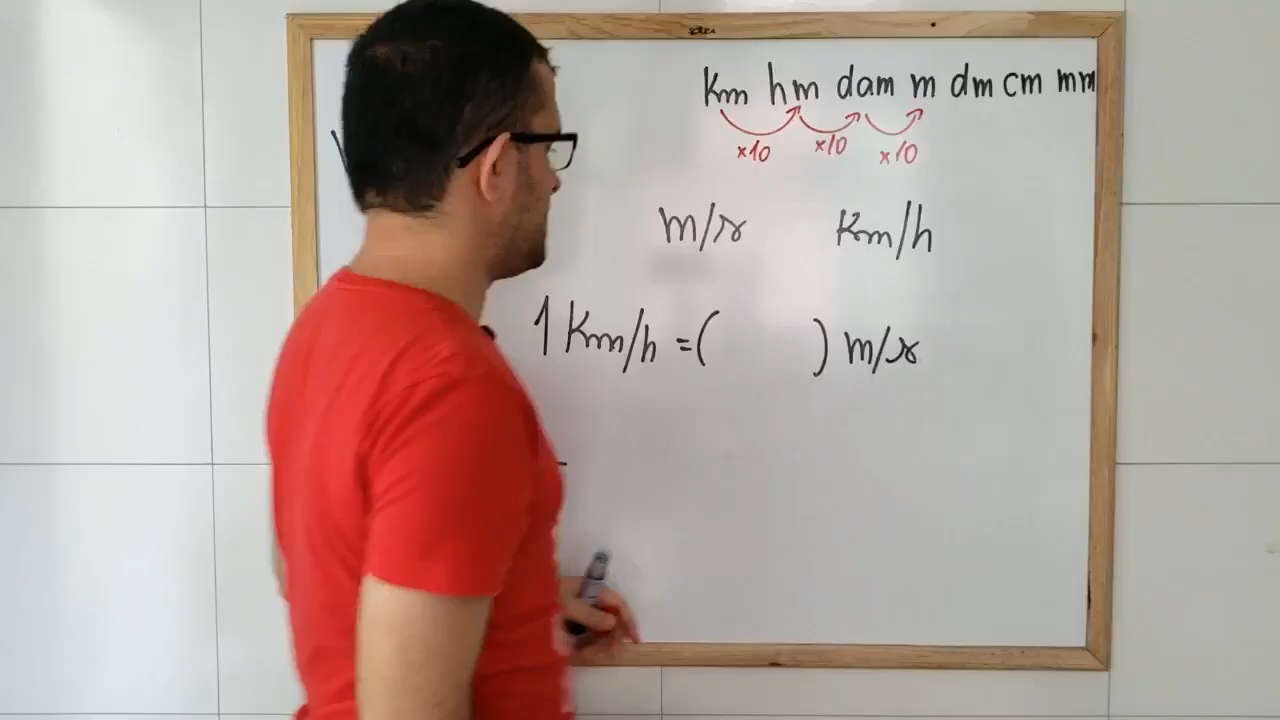 Km hm dam m dm cm mm
x10 x10 x10
m/s Km/h
1 Km/h = ( ) m/s